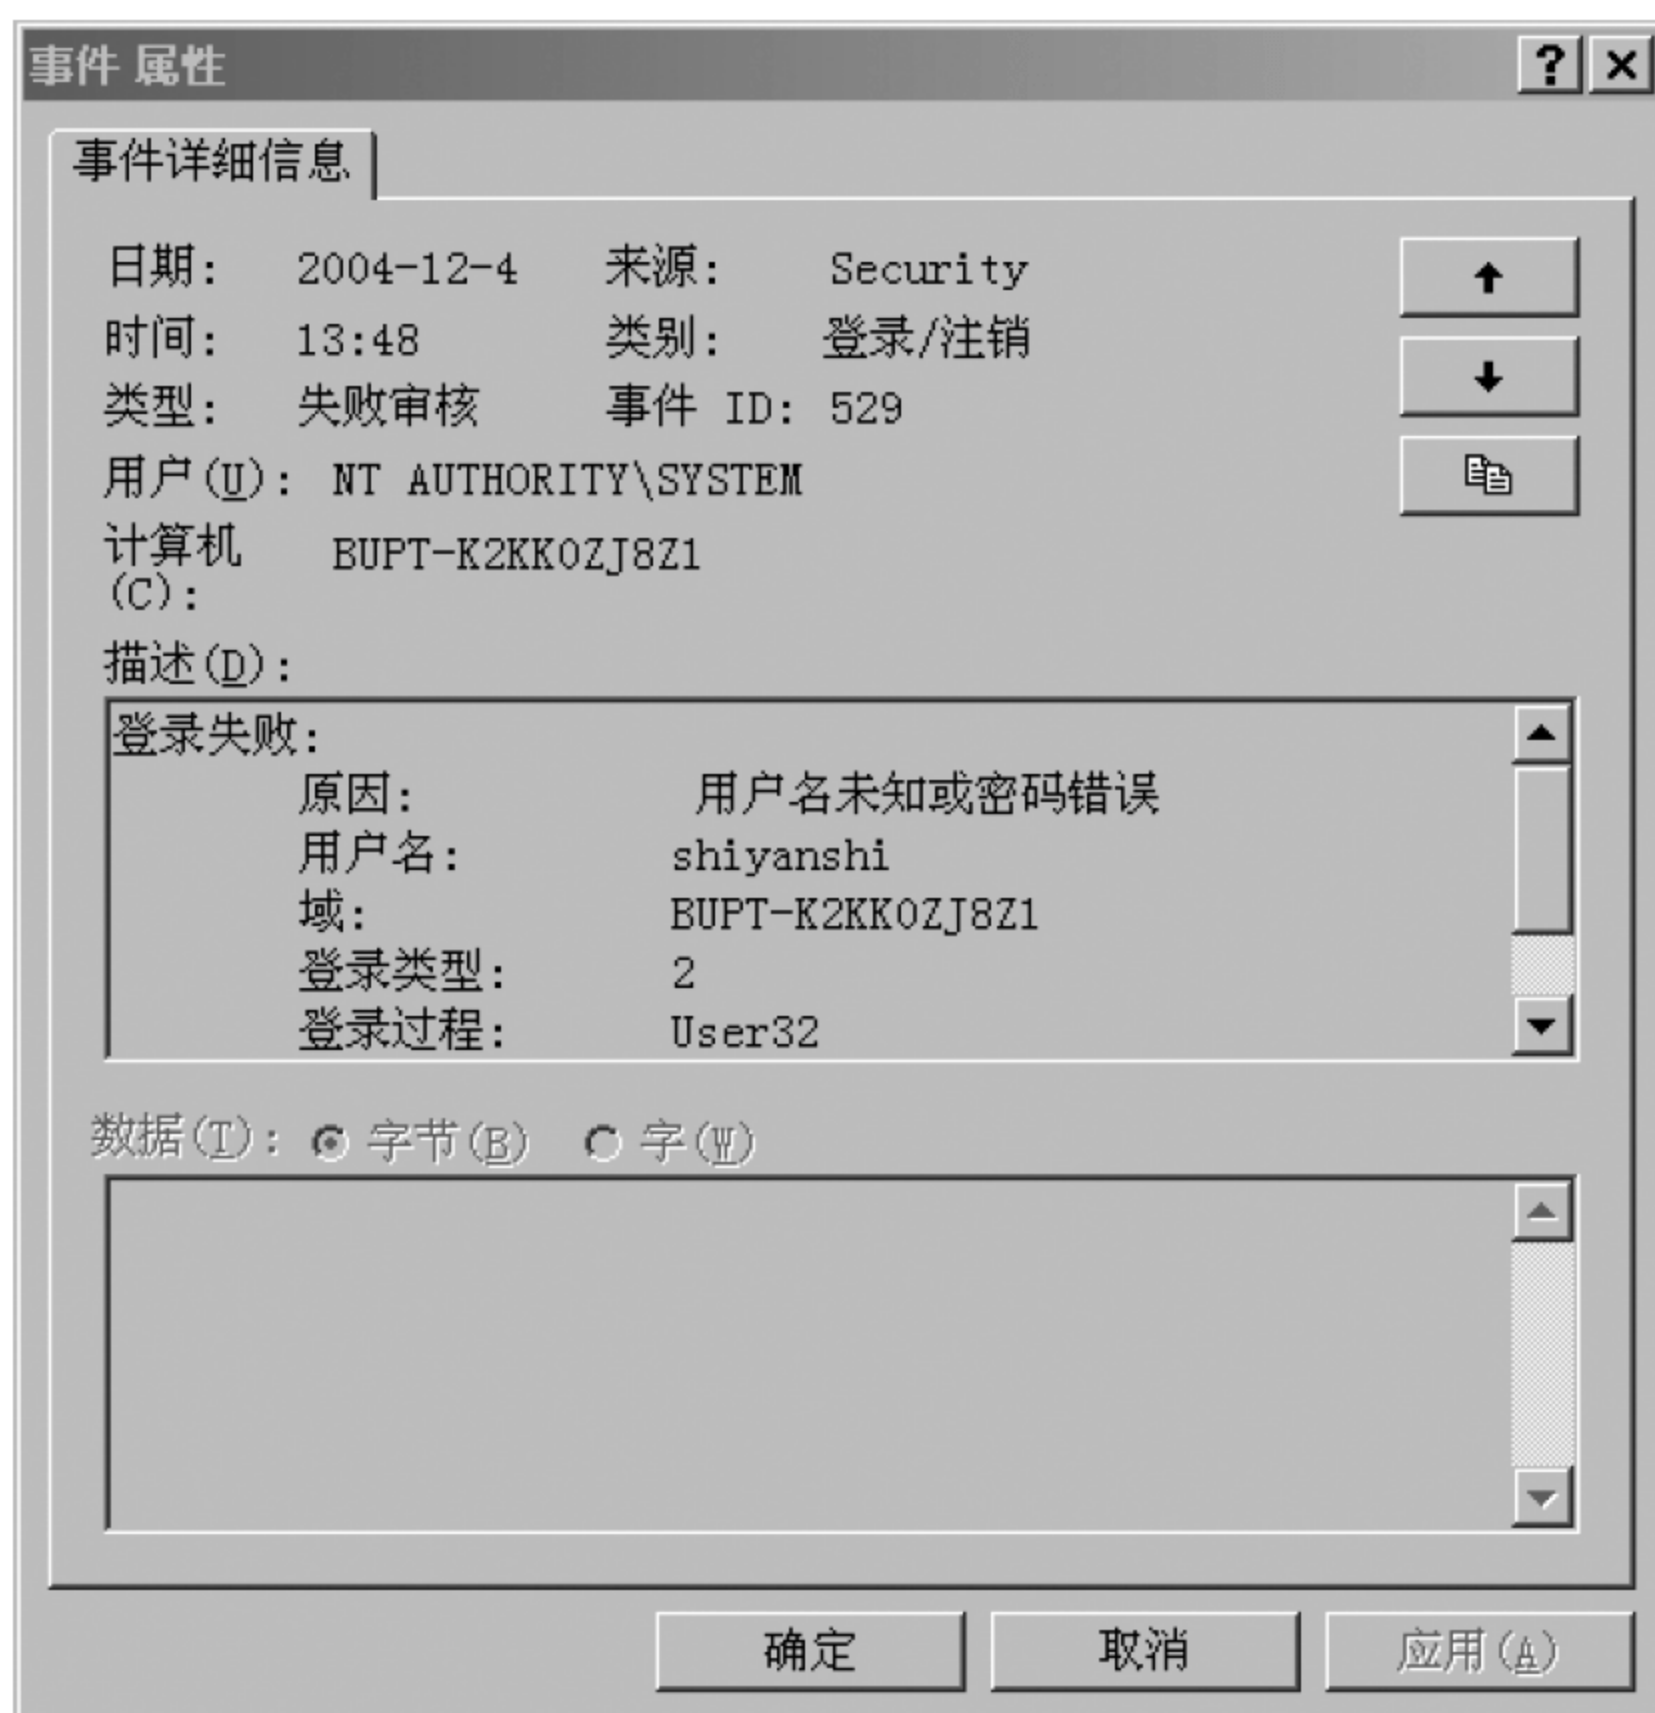 事件 属性
事件详细信息
日期: 2004-12-4 来源: Security
时间: 13:48 类别: 登录/注销
类型: 失败审核 事件 ID: 529
用户(U): NT AUTHORITY\SYSTEM
计算机(C): BUPT-K2KK0ZJ8Z1
描述(D):
登录失败:
原因: 用户名未知或密码错误
用户名: shiyanshi
域: BUPT-K2KK0ZJ8Z1
登录类型: 2
登录过程: User32
数据(T): 字节(B) 字(W)
确定 取消 应用(A)